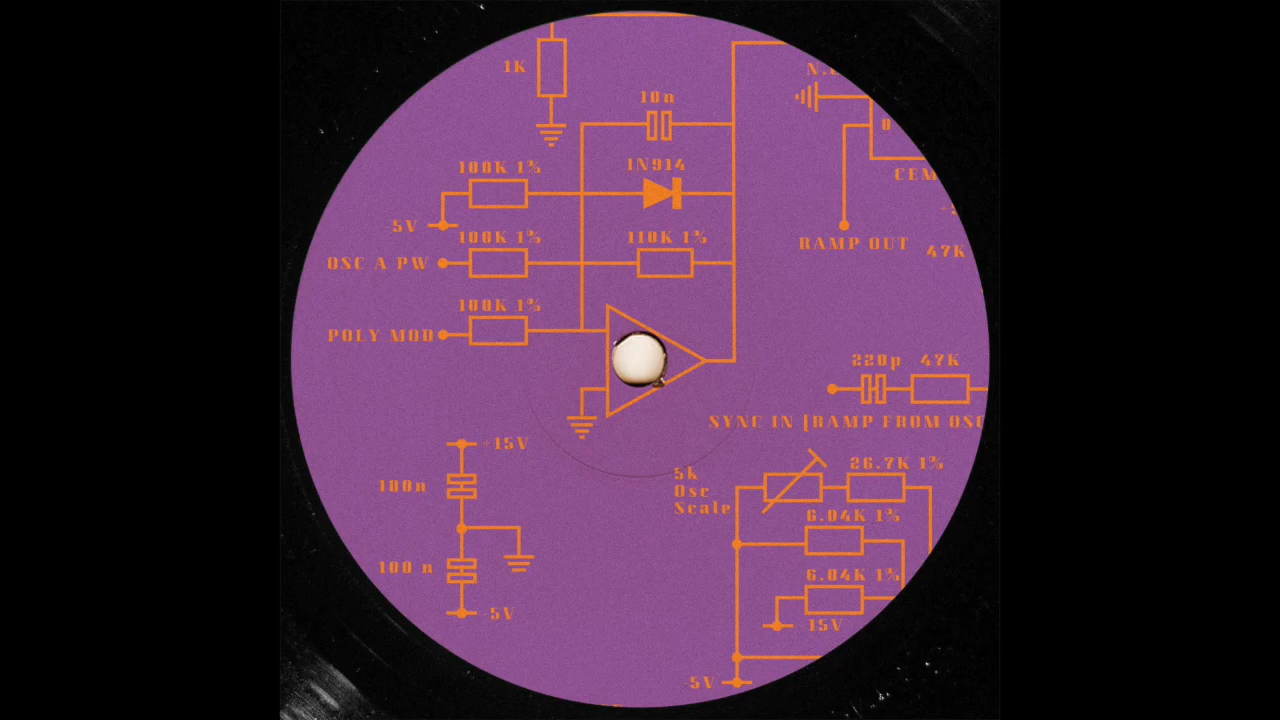 1K
10n
N.C
0
1N914
100K 1%
CEM
-5V
100K 1%
110K 1%
RAMP OUT
47K
OSC A PW
100K 1%
POLY MOD
220p 47K
SYNC IN [RAMP FROM OSC
+15V
5k
Osc
Scale
26.7K 1%
100n
6.04K 1%
100 n
6.04K 1%
-5V
-15V
-5V